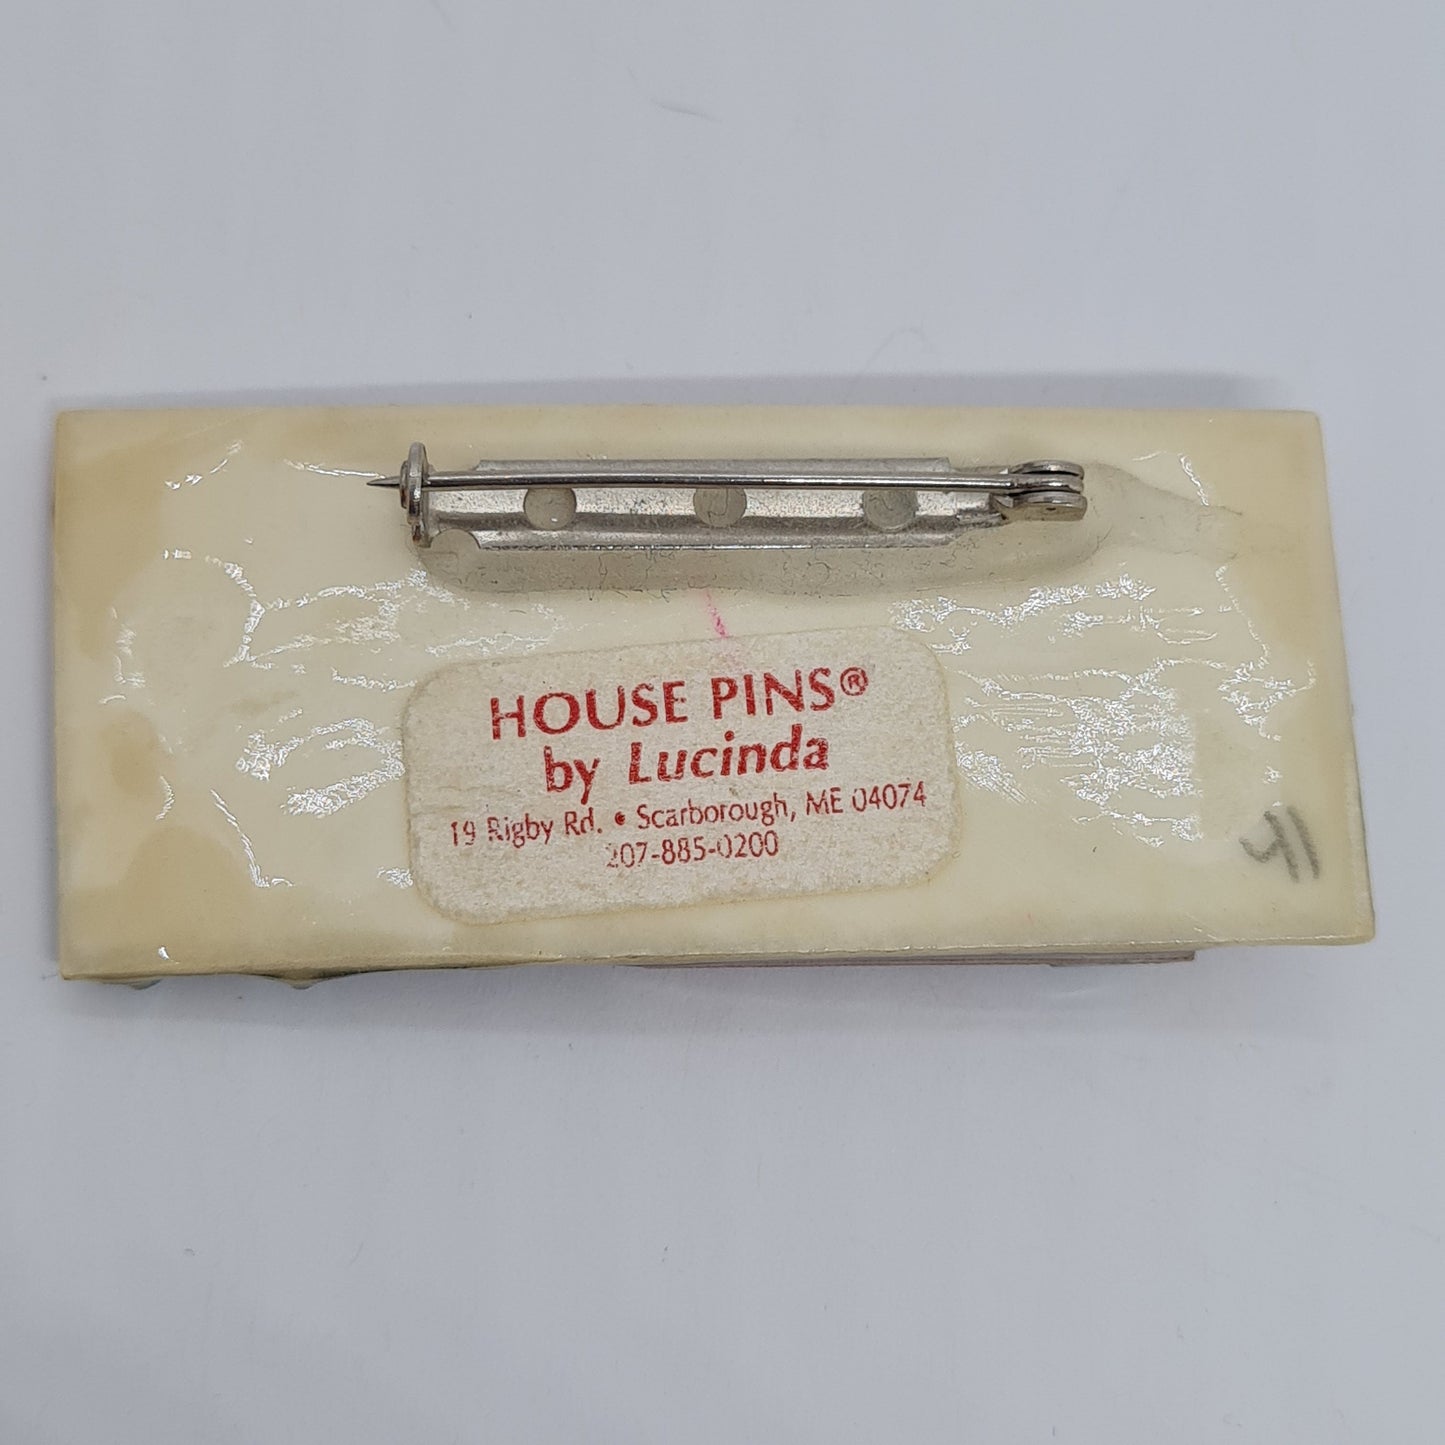 HOUSE PINS®
by Lucinda
19 Rigby Rd. • Scarborough, ME 04074
207-885-0200